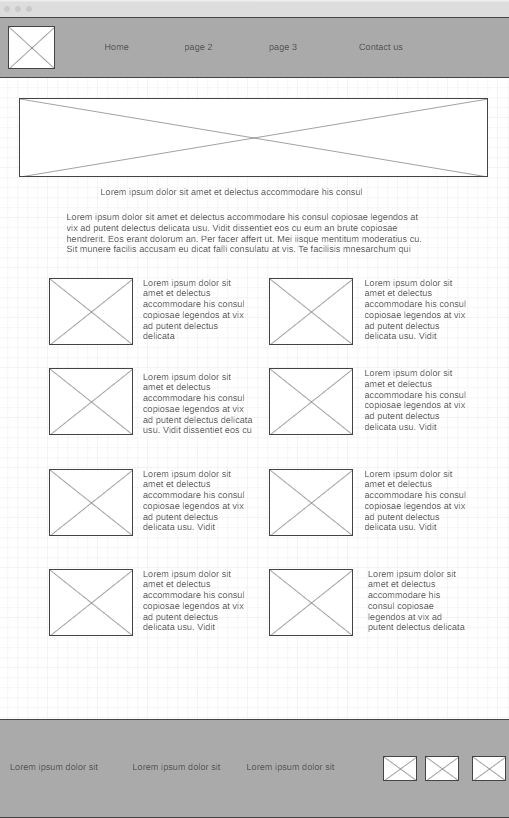 Home page 2 page 3 Contact us
Lorem ipsum dolor sit amet et delectus accommodare his consul
Lorem ipsum dolor sit amet et delectus accommodare his consul copiosae legendos at
vix ad putent delectus delicata usu. Vidit dissentiet eos cu eum an brute copiosae
hendrerit. Eos erant dolorum an. Per facer affert ut. Mei iisque mentitum moderatius cu.
Sit munere facilis accusam eu dicat falli consulatu at vis. Te facilisis mnesarchum qui
Lorem ipsum dolor sit
amet et delectus
accommodare his consul
copiosae legendos at vix
ad putent delectus
delicata
Lorem ipsum dolor sit
amet et delectus
accommodare his consul
copiosae legendos at vix
ad putent delectus
delicata usu. Vidit
Lorem ipsum dolor sit
amet et delectus
accommodare his consul
copiosae legendos at vix
ad putent delectus delicata
usu. Vidit dissentiet eos cu
Lorem ipsum dolor sit
amet et delectus
accommodare his consul
copiosae legendos at vix
ad putent delectus
delicata usu. Vidit
Lorem ipsum dolor sit
amet et delectus
accommodare his consul
copiosae legendos at vix
ad putent delectus
delicata usu. Vidit
Lorem ipsum dolor sit
amet et delectus
accommodare his consul
copiosae legendos at vix
ad putent delectus
delicata usu. Vidit
Lorem ipsum dolor sit
amet et delectus
accommodare his consul
copiosae legendos at vix
ad putent delectus
delicata usu. Vidit
Lorem ipsum dolor sit
amet et delectus
accommodare his
consul copiosae
legendos at vix ad
putent delectus delicata
Lorem ipsum dolor sit Lorem ipsum dolor sit Lorem ipsum dolor sit